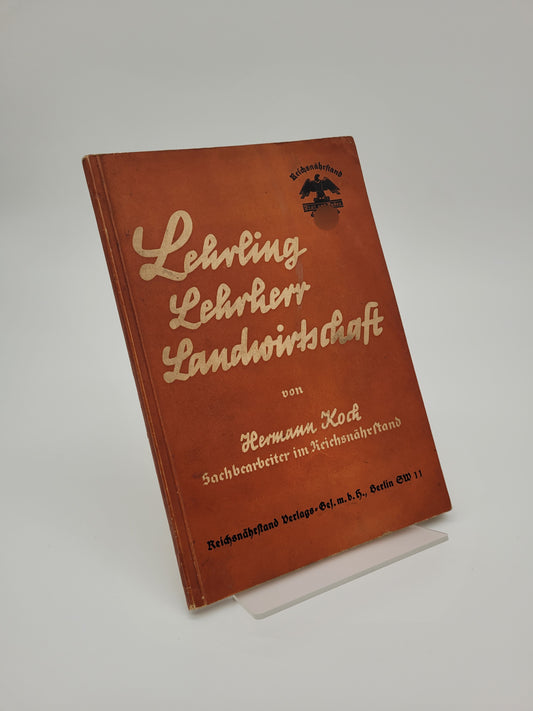 Reichsnährstand
Lehrling
Lehrherr
Landwirtschaft
von
Hermann Koch
Sachbearbeiter im Reichsnährstand
Reichsnährstand Verlags-Ges. m. b. H., Berlin SW 11